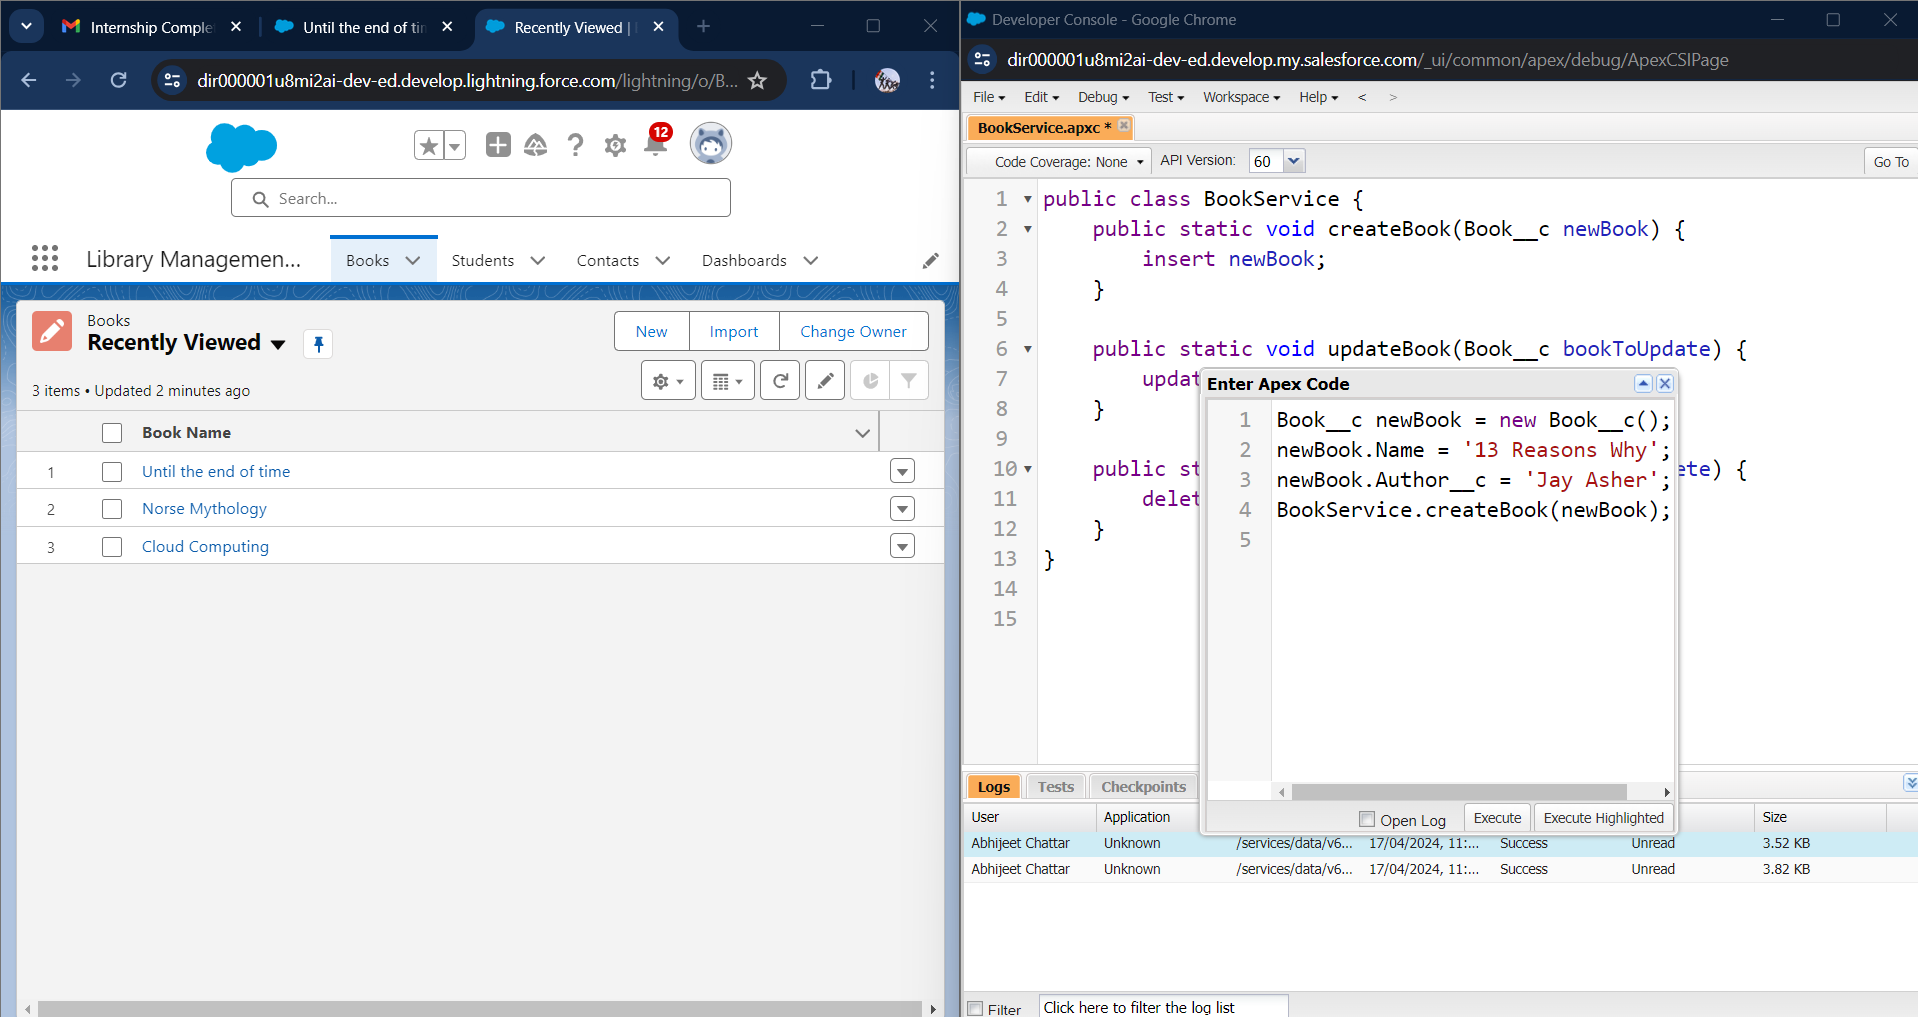 Internship Comple
Until the end of tim
Recently Viewed |
dir000001u8mi2ai-dev-ed.develop.lightning.force.com/lightning/o/B...
12
Search...
Library Managemen...
Books
Students
Contacts
Dashboards
Books
Recently Viewed
New
Import
Change Owner
3 items • Updated 2 minutes ago
Book Name
1 Until the end of time
2 Norse Mythology
3 Cloud Computing
Developer Console - Google Chrome
dir000001u8mi2ai-dev-ed.develop.my.salesforce.com/_ui/common/apex/debug/ApexCSIPage
File Edit Debug Test Workspace Help < >
BookService.apxc *
Code Coverage: None API Version: 60 Go To
1 public class BookService {
2 public static void createBook(Book__c newBook) {
3 insert newBook;
4 }
5
6 public static void updateBook(Book__c bookToUpdate) {
7 updat
8 }
9
10 public st ete) {
11 delet
12 }
13 }
14
15
Enter Apex Code
1 Book__c newBook = new Book__c();
2 newBook.Name = '13 Reasons Why';
3 newBook.Author__c = 'Jay Asher';
4 BookService.createBook(newBook);
5
Open Log Execute Execute Highlighted
Logs Tests Checkpoints
User Application Size
Abhijeet Chattar Unknown /services/data/v6... 17/04/2024, 11:... Success Unread 3.52 KB
Abhijeet Chattar Unknown /services/data/v6... 17/04/2024, 11:... Success Unread 3.82 KB
Filter Click here to filter the log list